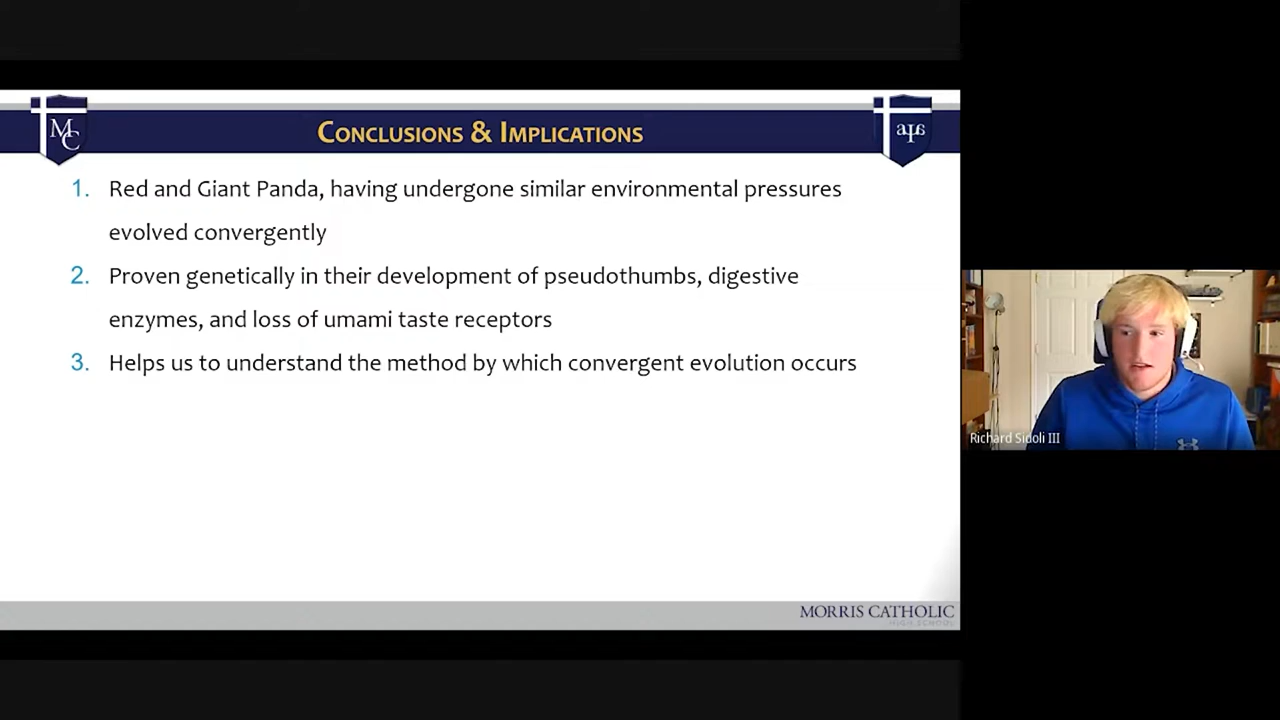 MC
CONCLUSIONS & IMPLICATIONS
1. Red and Giant Panda, having undergone similar environmental pressures
evolved convergently
2. Proven genetically in their development of pseudothumbs, digestive
enzymes, and loss of umami taste receptors
3. Helps us to understand the method by which convergent evolution occurs
Richard Sidoli III
MORRIS CATHOLIC
HIGH SCHOOL